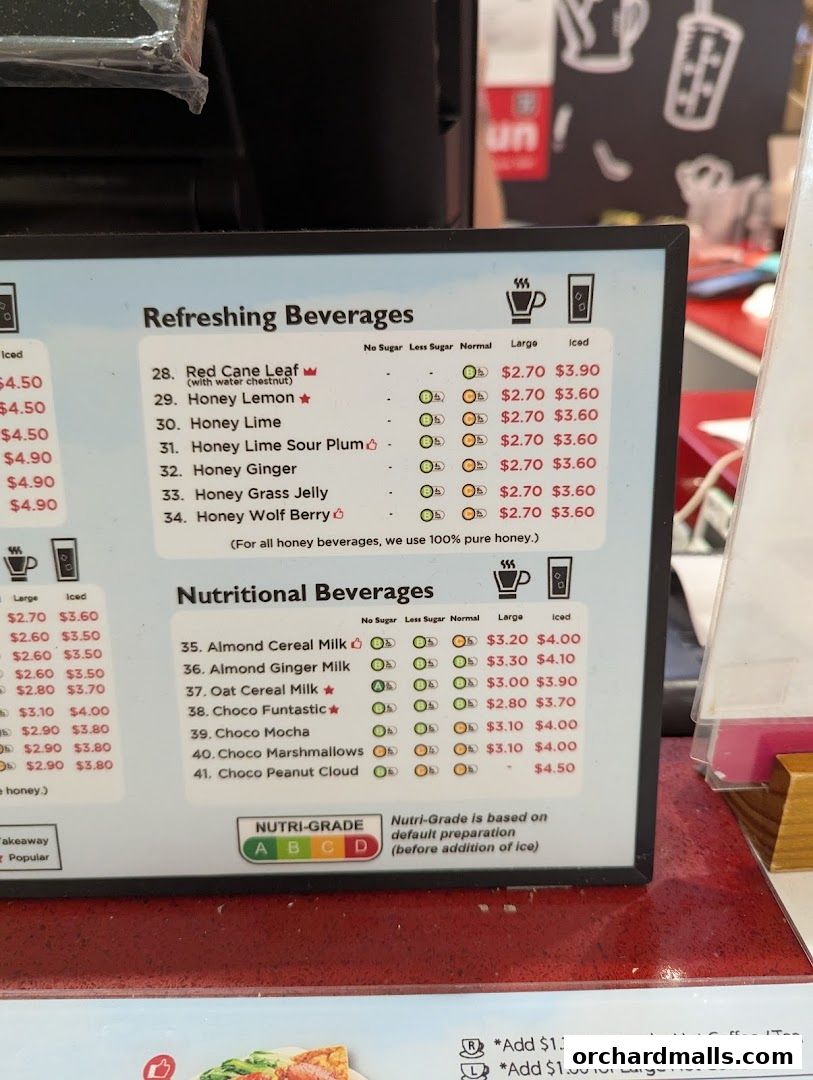 un
Iced
$4.50
$4.50
$4.50
$4.90
$4.90
$4.90
Large Iced
$2.70 $3.60
$2.60 $3.50
$2.60 $3.50
$2.60 $3.50
$2.80 $3.70
$3.10 $4.00
$2.90 $3.80
$2.90 $3.80
$2.90 $3.80
honey.)
Takeaway
Popular
Refreshing Beverages
No Sugar Less Sugar Normal Large Iced
28. Red Cane Leaf - - B $2.70 $3.90
(with water chestnut)
29. Honey Lemon - B C $2.70 $3.60
30. Honey Lime B C $2.70 $3.60
31. Honey Lime Sour Plum - B C $2.70 $3.60
32. Honey Ginger - B C $2.70 $3.60
33. Honey Grass Jelly - B C $2.70 $3.60
34. Honey Wolf Berry - B C $2.70 $3.60
(For all honey beverages, we use 100% pure honey.)
Nutritional Beverages
No Sugar Less Sugar Normal Large Iced
35. Almond Cereal Milk B B C $3.20 $4.00
36. Almond Ginger Milk B B B $3.30 $4.10
37. Oat Cereal Milk A B B $3.00 $3.90
38. Choco Funtastic B B B $2.80 $3.70
39. Choco Mocha B B C $3.10 $4.00
40. Choco Marshmallows C C C $3.10 $4.00
41. Choco Peanut Cloud B C C - $4.50
NUTRI-GRADE
A B C D
Nutri-Grade is based on
default preparation
(before addition of ice)
R *Add $1.
L *Add
orchardmalls.com